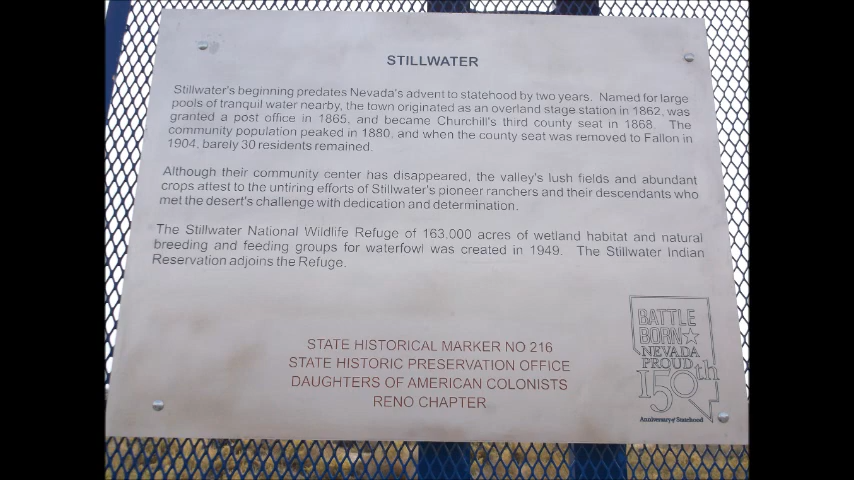 STILLWATER
Stillwater's beginning predates Nevada's advent to statehood by two years. Named for large
pools of tranquil water nearby, the town originated as an overland stage station in 1862, was
granted a post office in 1865, and became Churchill's third county seat in 1868. The
community population peaked in 1880, and when the county seat was removed to Fallon in
1904, barely 30 residents remained.
Although their community center has disappeared, the valley's lush fields and abundant
crops attest to the untiring efforts of Stillwater's pioneer ranchers and their descendants who
met the desert's challenge with dedication and determination.
The Stillwater National Wildlife Refuge of 163,000 acres of wetland habitat and natural
breeding and feeding groups for waterfowl was created in 1949. The Stillwater Indian
Reservation adjoins the Refuge.
STATE HISTORICAL MARKER NO 216
STATE HISTORIC PRESERVATION OFFICE
DAUGHTERS OF AMERICAN COLONISTS
RENO CHAPTER
BATTLE
BORN
NEVADA
PROUD
150th
Anniversary of Statehood